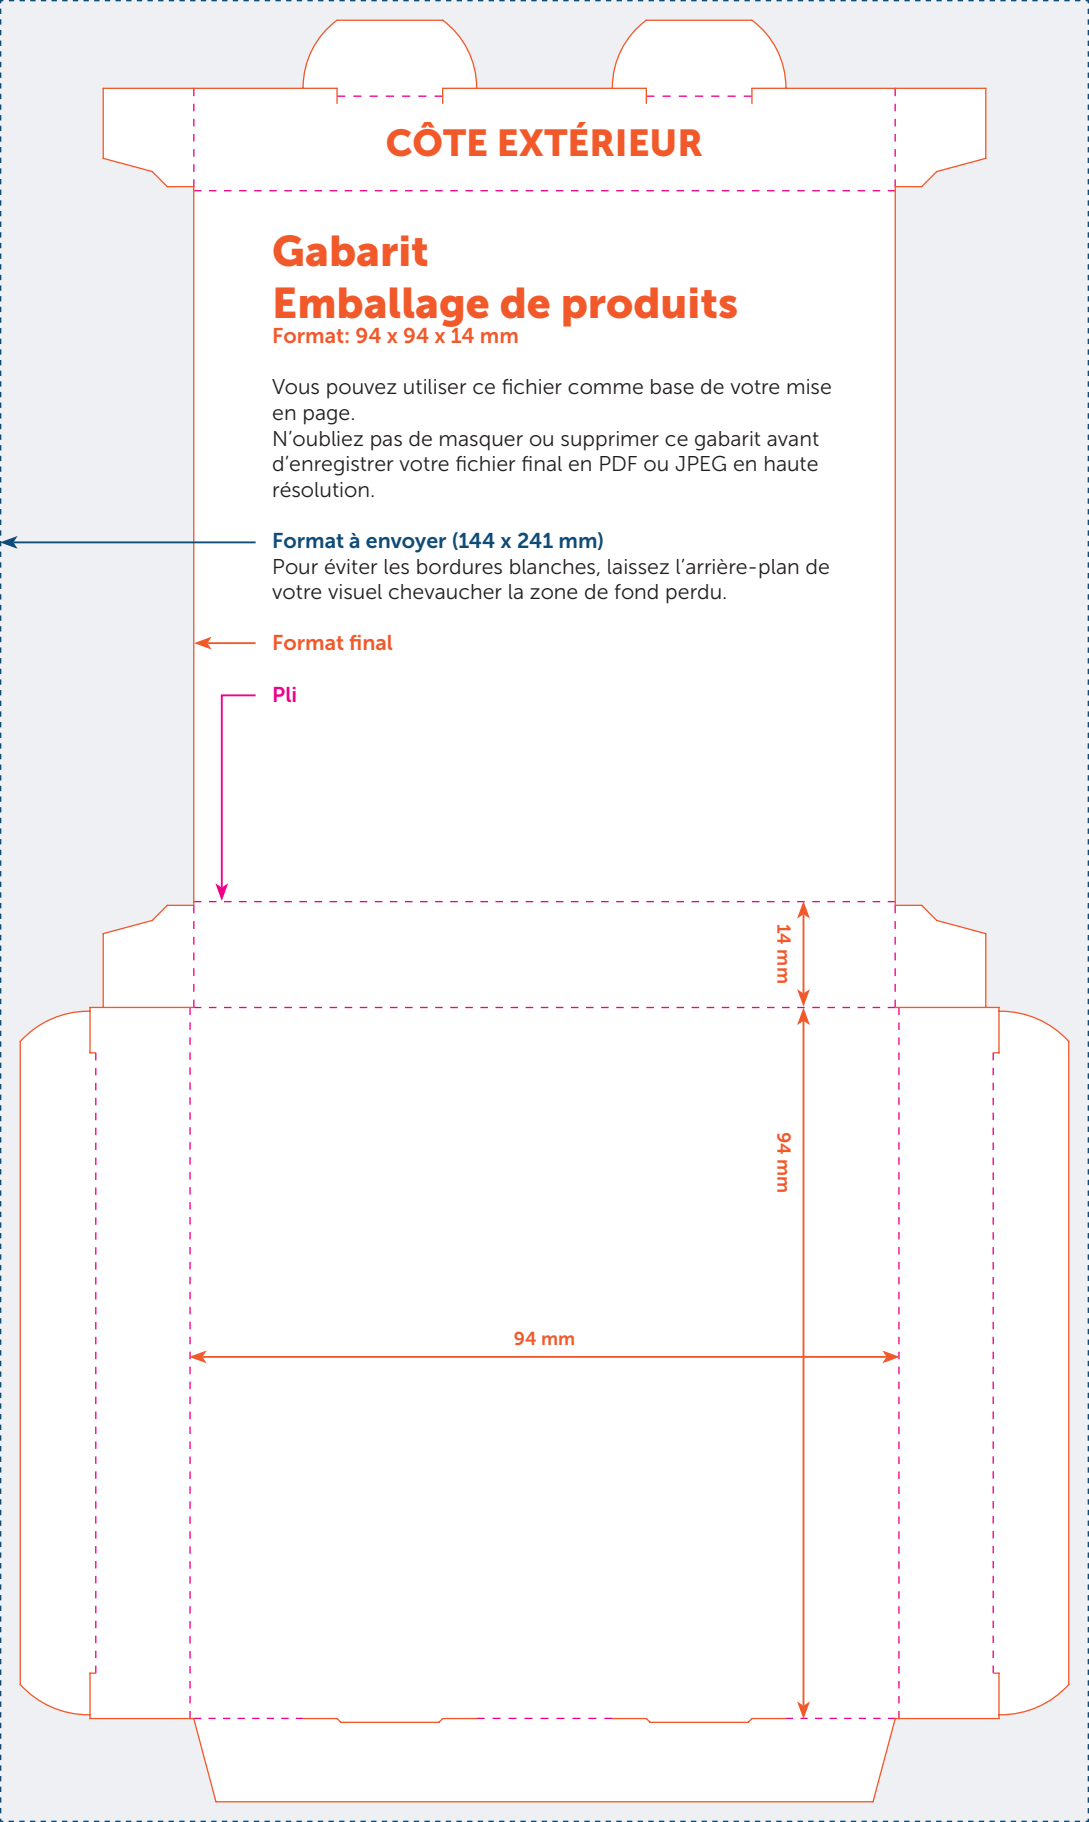 CÔTE EXTÉRIEUR
Gabarit
Emballage de produits
Format: 94 x 94 x 14 mm
Vous pouvez utiliser ce fichier comme base de votre mise
en page.
N’oubliez pas de masquer ou supprimer ce gabarit avant
d’enregistrer votre fichier final en PDF ou JPEG en haute
résolution.
Format à envoyer (144 x 241 mm)
Pour éviter les bordures blanches, laissez l’arrière-plan de
votre visuel chevaucher la zone de fond perdu.
Format final
Pli
14 mm
94 mm
94 mm